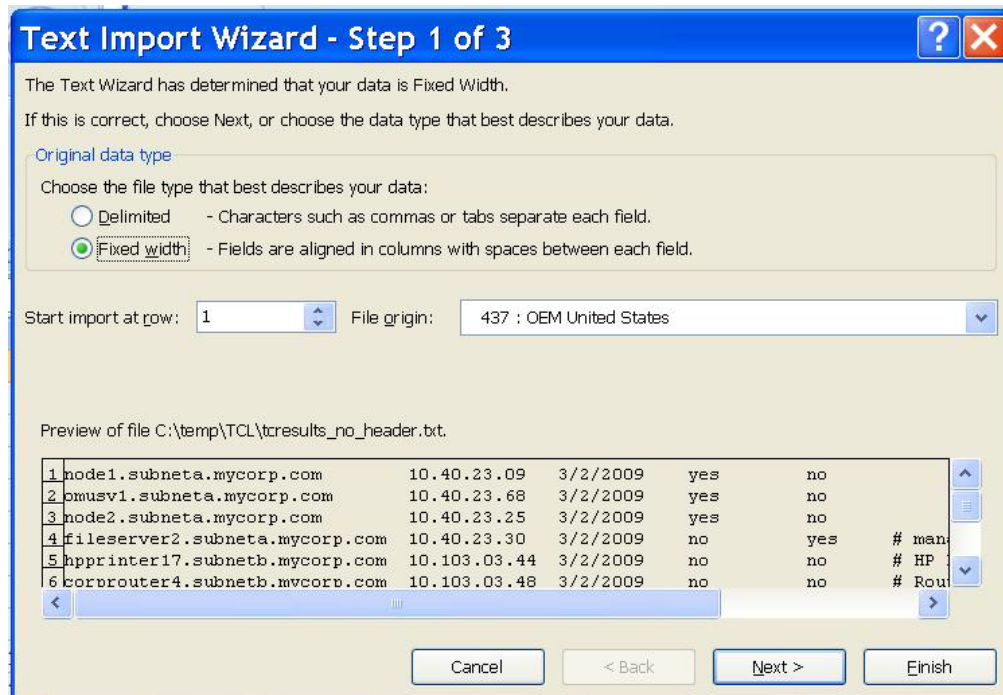 Text Import Wizard - Step 1 of 3
The Text Wizard has determined that your data is Fixed Width.
If this is correct, choose Next, or choose the data type that best describes your data.
Original data type
Choose the file type that best describes your data:
Delimited - Characters such as commas or tabs separate each field.
Fixed width - Fields are aligned in columns with spaces between each field.
Start import at row: 1 File origin: 437 : OEM United States
Preview of file C:\temp\TCL\tcresults_no_header.txt.
1 node1.subneta.mycorp.com 10.40.23.09 3/2/2009 yes no
2 omusv1.subneta.mycorp.com 10.40.23.68 3/2/2009 yes no
3 node2.subneta.mycorp.com 10.40.23.25 3/2/2009 yes no
4 fileserver2.subneta.mycorp.com 10.40.23.30 3/2/2009 no yes # man
5 hpprinter17.subnetb.mycorp.com 10.103.03.44 3/2/2009 no no # HP
6 corprouter4.subnetb.mycorp.com 10.103.03.48 3/2/2009 no no # Rou
Cancel < Back Next > Finish